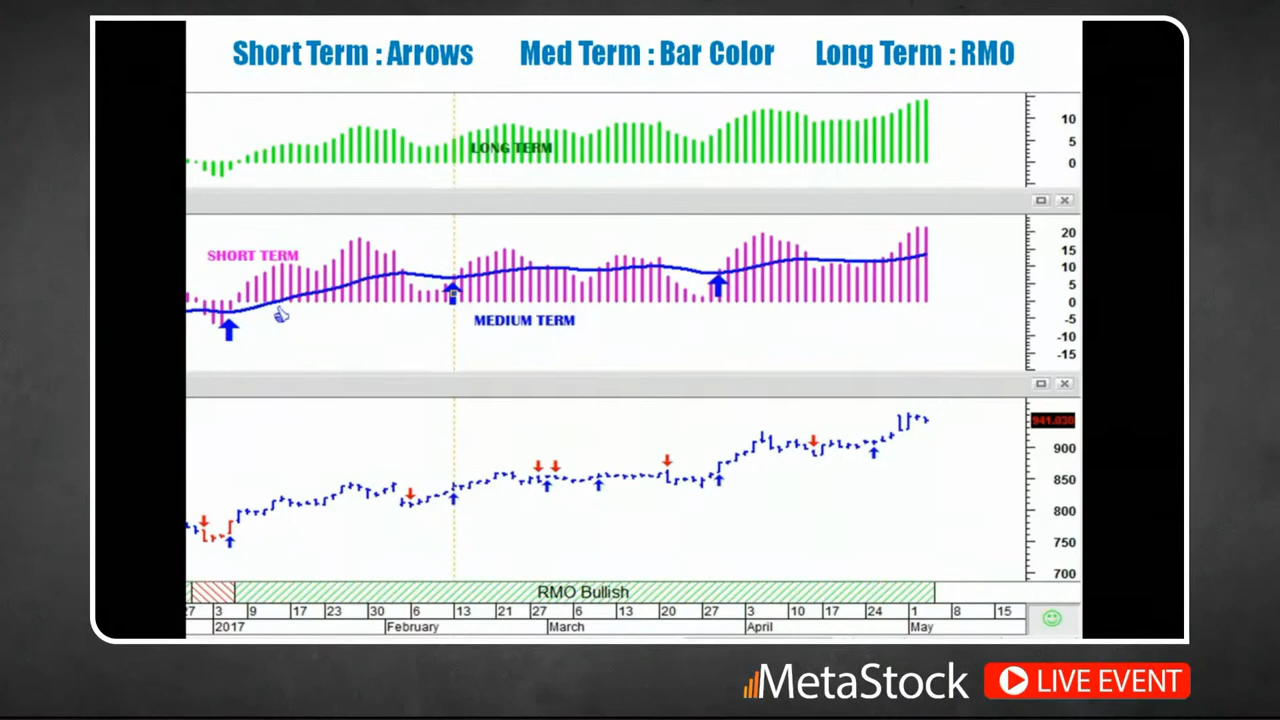 Short Term : Arrows Med Term : Bar Color Long Term : RMO
10
LONG TERM
5
0
20
SHORT TERM
15
10
5
0
MEDIUM TERM
-5
-10
-15
941.030
900
850
800
750
700
RMO Bullish
27 3 9 17 23 30 6 13 21 27 6 13 20 27 3 10 17 24 1 8 15
2017 February March April May
MetaStock LIVE EVENT